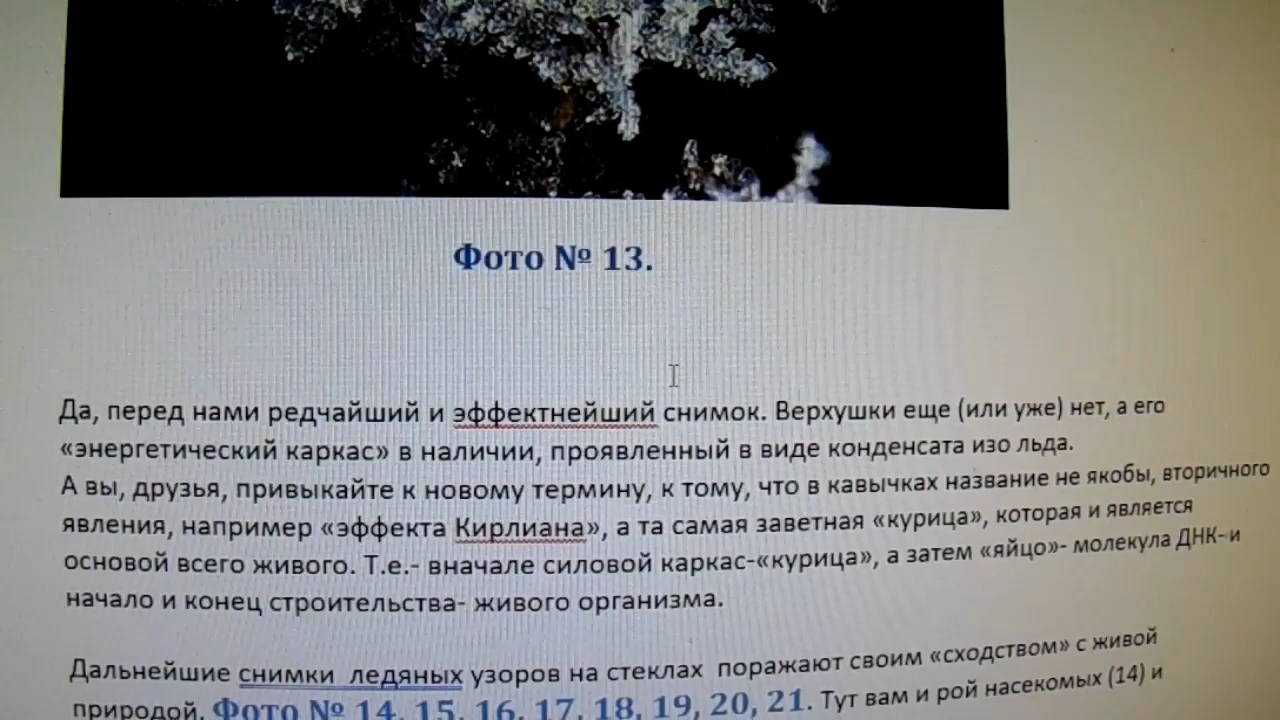 Фото № 13.
Да, перед нами редчайший и эффектнейший снимок. Верхушки еще (или уже) нет, а его
«энергетический каркас» в наличии, проявленный в виде конденсата изо льда.
А вы, друзья, привыкайте к новому термину, к тому, что в кавычках название не якобы, вторичного
явления, например «эффекта Кирлиана», а та самая заветная «курица», которая и является
основой всего живого. Т.е.- вначале силовой каркас-«курица», а затем «яйцо»- молекула ДНК- и
начало и конец строительства- живого организма.
Дальнейшие снимки ледяных узоров на стеклах поражают своим «сходством» с живой
природой. Фото № 14, 15, 16, 17, 18, 19, 20, 21. Тут вам и рой насекомых (14) и